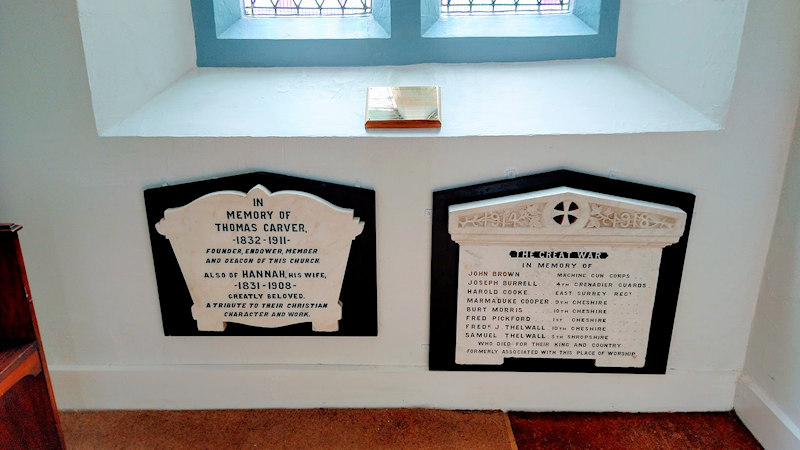 IN
MEMORY OF
THOMAS CARVER,
-1832-1911-
FOUNDER, ENDOWER, MEMBER
AND DEACON OF THIS CHURCH.
ALSO OF HANNAH, HIS WIFE,
-1831-1908-
GREATLY BELOVED.
A TRIBUTE TO THEIR CHRISTIAN
CHARACTER AND WORK.
1914 1918
THE GREAT WAR
IN MEMORY OF
JOHN BROWN MACHINE GUN CORPS
JOSEPH BURRELL 4TH GRENADIER GUARDS
HAROLD COOKE EAST SURREY REGT
MARMADUKE COOPER 9TH CHESHIRE
BURT MORRIS 10TH CHESHIRE
FRED PICKFORD 1ST CHESHIRE
FREDK J THELWALL 10TH CHESHIRE
SAMUEL THELWALL 5TH SHROPSHIRE
WHO DIED FOR THEIR KING AND COUNTRY
FORMERLY ASSOCIATED WITH THIS PLACE OF WORSHIP.